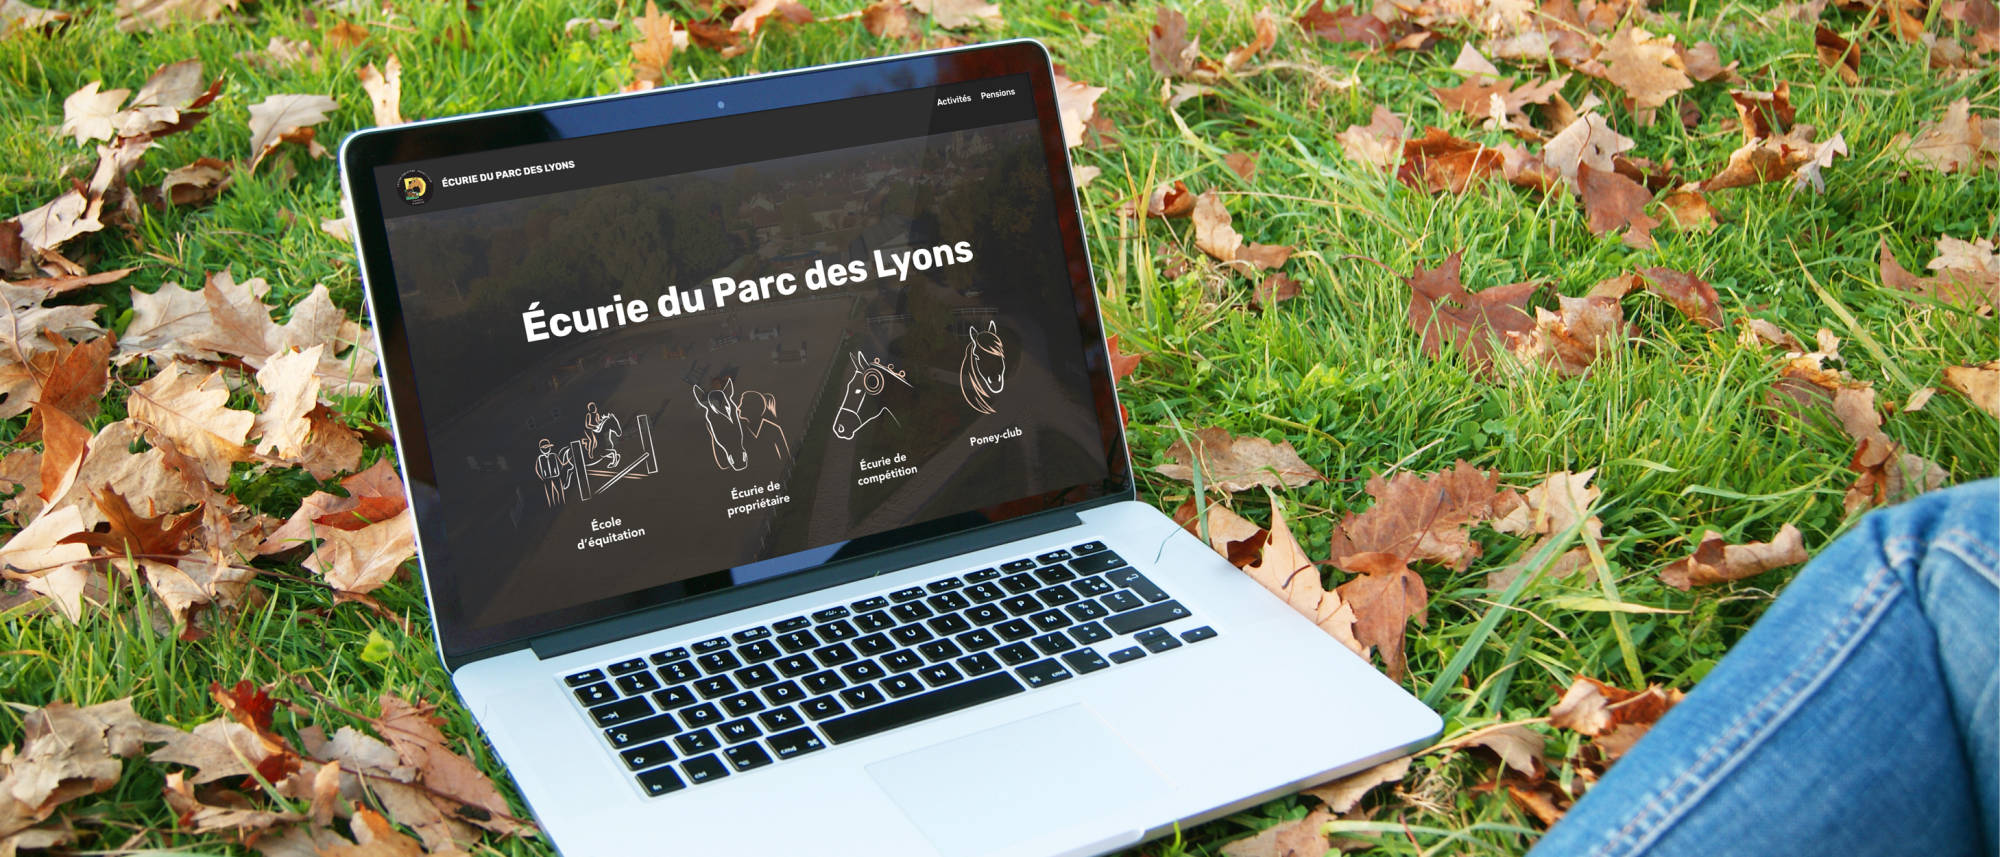 ÉCURIE DU PARC DES LYONS
Activités Pensions
Écurie du Parc des Lyons
École
d'équitation
Écurie de
propriétaire
Écurie de
compétition
Poney-club